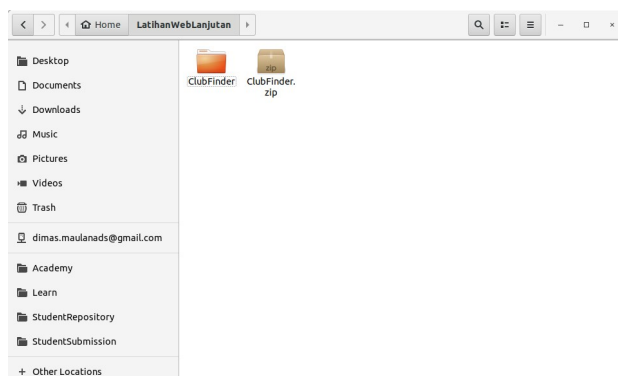 Home LatihanWebLanjutan
Desktop
Documents
Downloads
Music
Pictures
Videos
Trash
dimas.maulanads@gmail.com
Academy
Learn
StudentRepository
StudentSubmission
+ Other Locations
ClubFinder
zip
ClubFinder.
zip